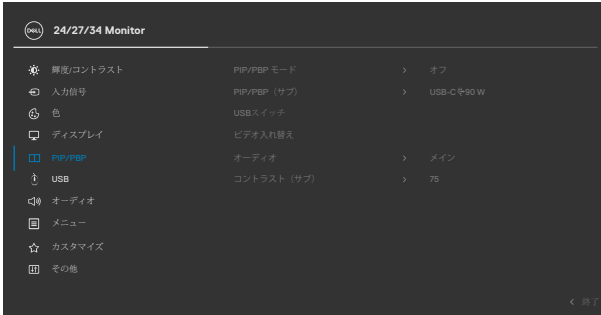 DELL 24/27/34 Monitor
輝度/コントラスト PIP/PBP モード > オフ
入力信号 PIP/PBP（サブ） > USB-C 90 W
色 USBスイッチ
ディスプレイ ビデオ入れ替え
PIP/PBP オーディオ > メイン
USB コントラスト（サブ） > 75
オーディオ
メニュー
カスタマイズ
その他
< 終了